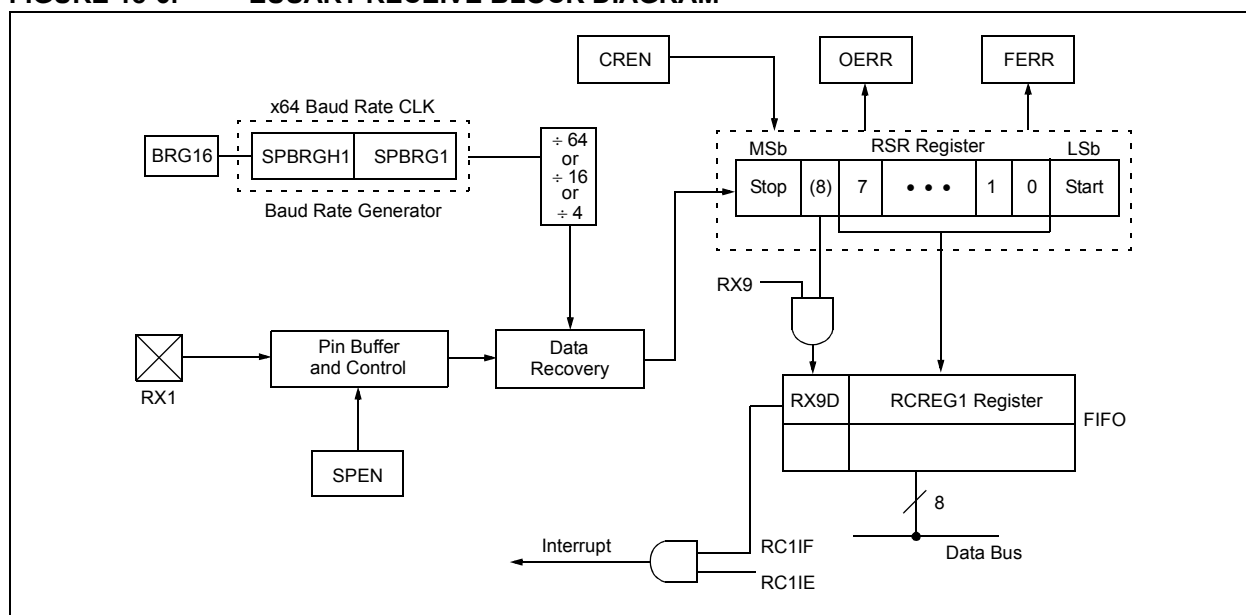 CREN
OERR
FERR
x64 Baud Rate CLK
BRG16
SPBRGH1
SPBRG1
Baud Rate Generator
÷ 64
or
÷ 16
or
÷ 4
MSb
RSR Register
LSb
Stop
(8)
7
• • •
1
0
Start
RX9
RX1
Pin Buffer
and Control
Data
Recovery
SPEN
RX9D
RCREG1 Register
FIFO
8
Data Bus
Interrupt
RC1IF
RC1IE